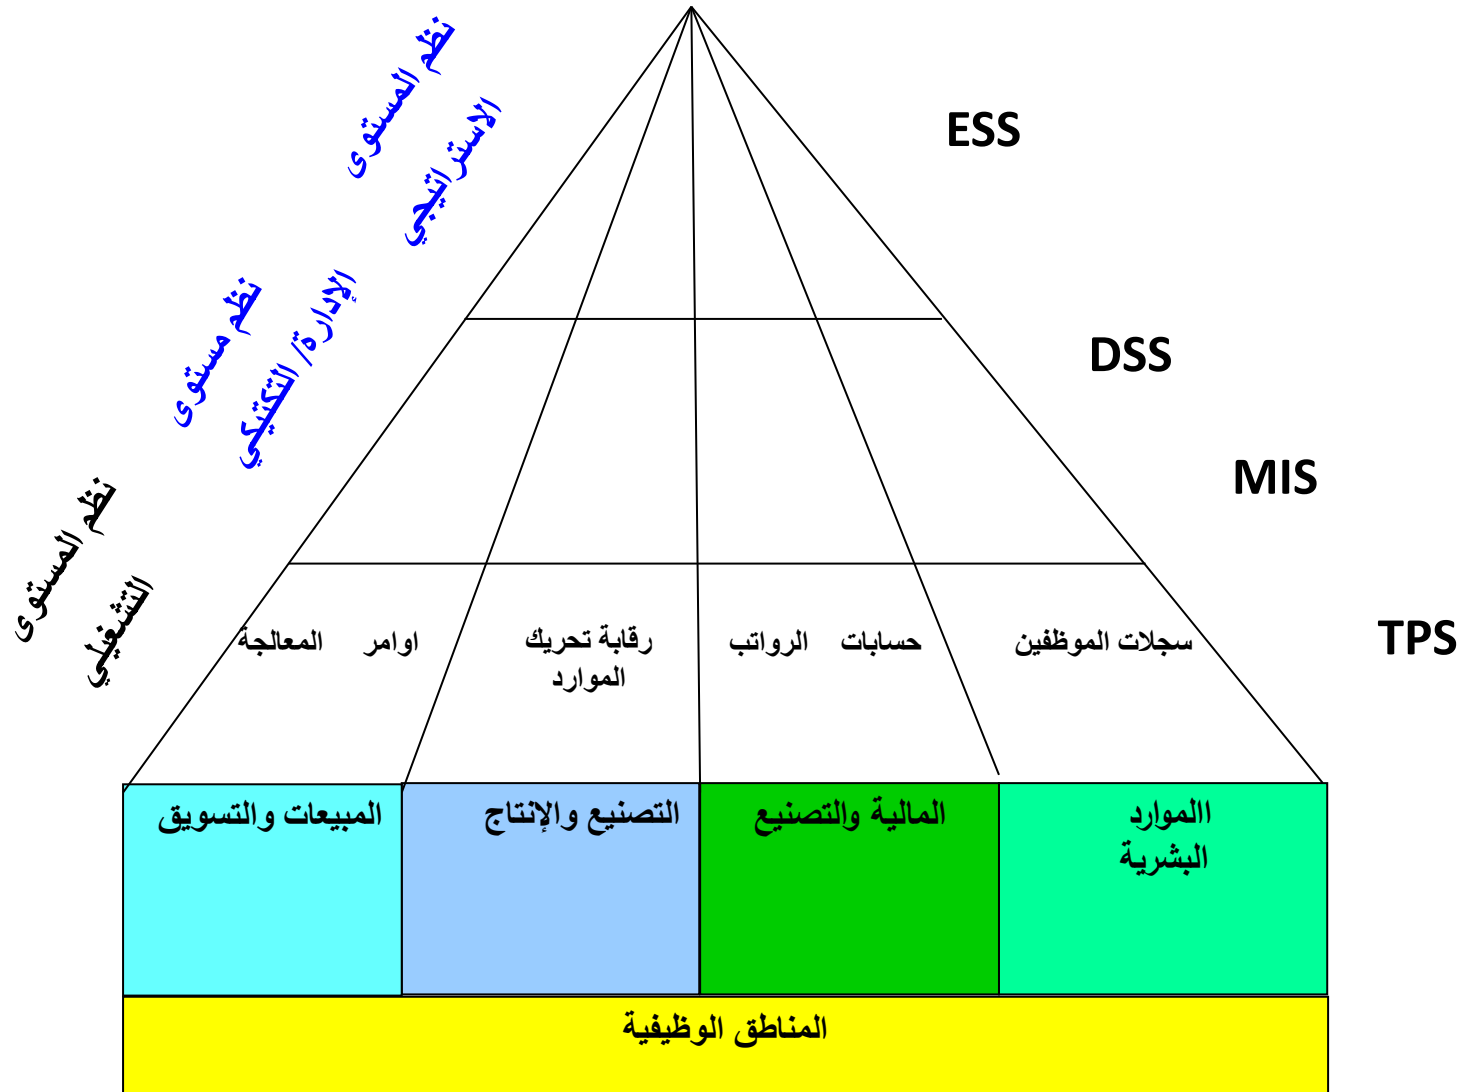 نظم المستوى
الاستراتيجي
ESS
نظم مستوى
الإدارة/ التكتيكي
DSS
MIS
نظم المستوى
التشغيلي
TPS
سجلات الموظفين
حسابات الرواتب
رقابة تحريك
الموارد
اوامر المعالجة
االموارد
البشرية
المالية والتصنيع
التصنيع والإنتاج
المبيعات والتسويق
المناطق الوظيفية